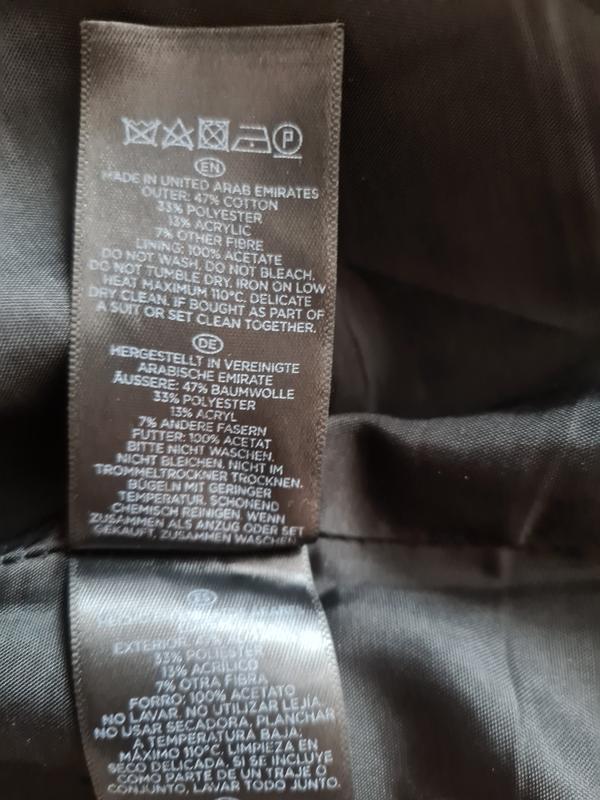 P
EN
MADE IN UNITED ARAB EMIRATES
OUTER: 47% COTTON
33% POLYESTER
13% ACRYLIC
7% OTHER FIBRE
LINING: 100% ACETATE
DO NOT WASH. DO NOT BLEACH.
DO NOT TUMBLE DRY. IRON ON LOW
HEAT MAXIMUM 110°C. DELICATE
DRY CLEAN. IF BOUGHT AS PART OF
A SUIT OR SET CLEAN TOGETHER.
DE
HERGESTELLT IN VEREINIGTE
ARABISCHE EMIRATE
ÄUSSERE: 47% BAUMWOLLE
33% POLYESTER
13% ACRYL
7% ANDERE FASERN
FUTTER: 100% ACETAT
BITTE NICHT WASCHEN.
NICHT BLEICHEN. NICHT IM
TROMMELTROCKNER TROCKNEN.
BÜGELN MIT GERINGER
TEMPERATUR. SCHONEND
CHEMISCH REINIGEN. WENN
ZUSAMMEN ALS ANZUG ODER SET
GEKAUFT, ZUSAMMEN WASCHEN
ES
EXTERIOR: 47%
33% POLIÉSTER
13% ACRÍLICO
7% OTRA FIBRA
FORRO: 100% ACETATO
NO LAVAR. NO UTILIZAR LEJÍA.
NO USAR SECADORA. PLANCHAR
A TEMPERATURA BAJA.
MÁXIMO 110°C. LIMPIEZA EN
SECO DELICADA. SI SE INCLUYE
COMO PARTE DE UN TRAJE O
CONJUNTO, LAVAR TODO JUNTO.